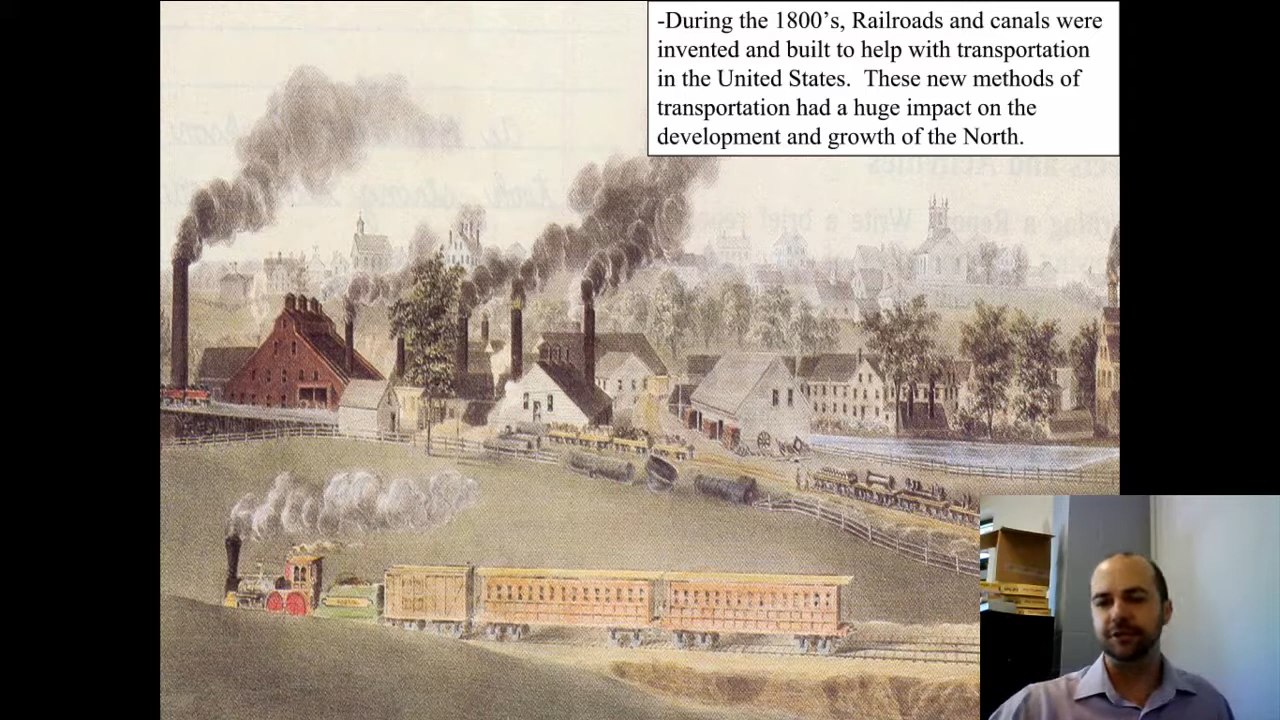 -During the 1800’s, Railroads and canals were
invented and built to help with transportation
in the United States.  These new methods of
transportation had a huge impact on the
development and growth of the North.